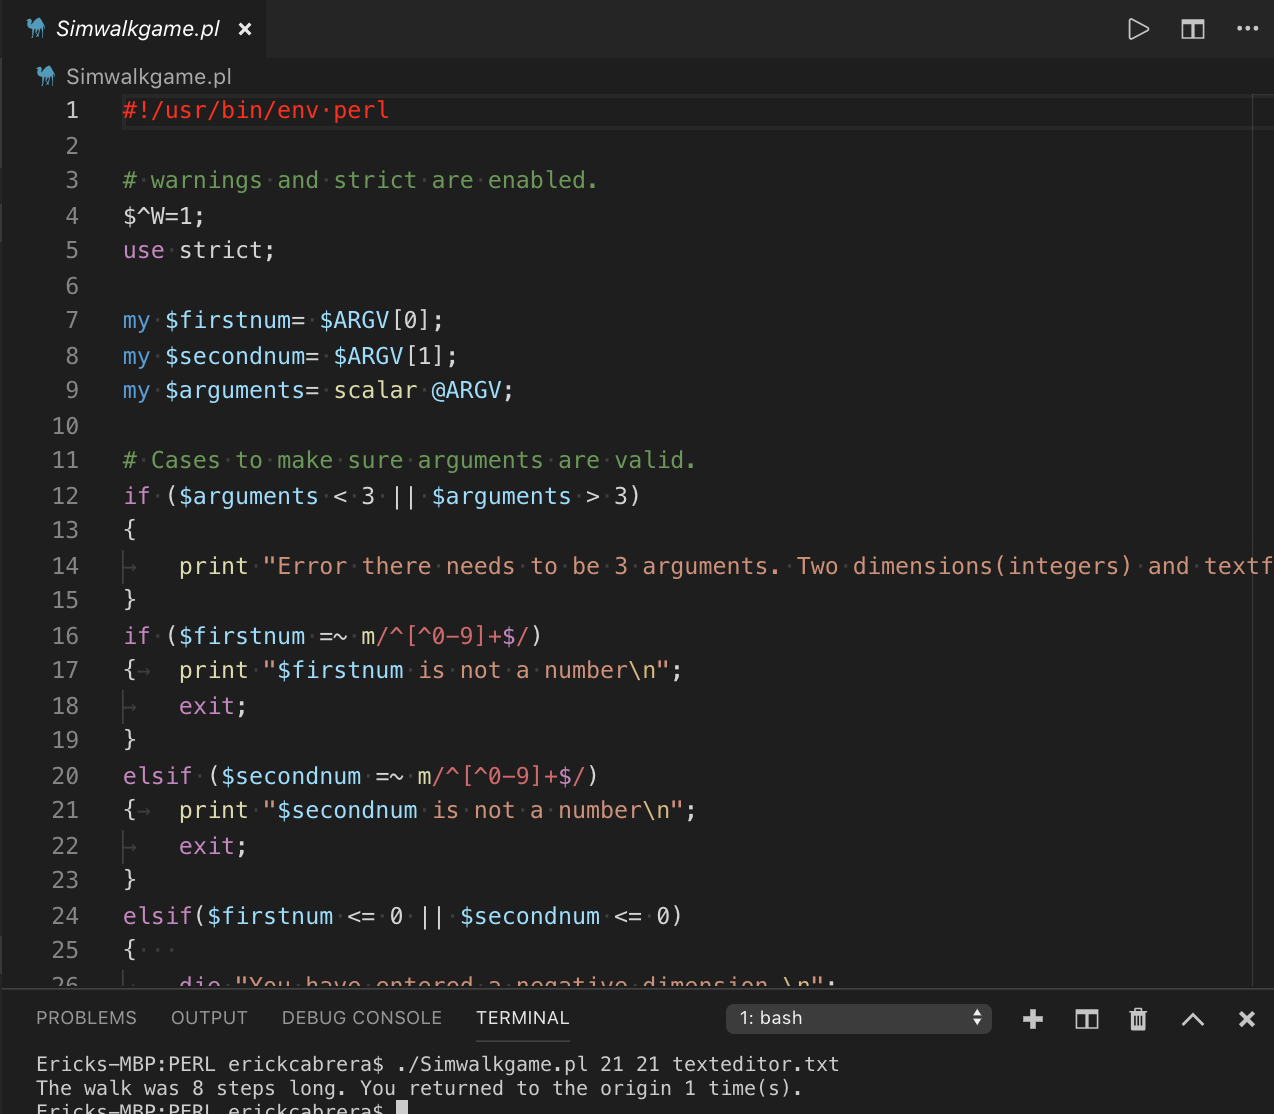 Simwalkgame.pl
Simwalkgame.pl
1 #!/usr/bin/env perl
2
3 # warnings and strict are enabled.
4 $^W=1;
5 use strict;
6
7 my $firstnum= $ARGV[0];
8 my $secondnum= $ARGV[1];
9 my $arguments= scalar @ARGV;
10
11 # Cases to make sure arguments are valid.
12 if ($arguments < 3 || $arguments > 3)
13 {
14 print "Error there needs to be 3 arguments. Two dimensions(integers) and textf
15 }
16 if ($firstnum =~ m/^[^0-9]+$/)
17 { print "$firstnum is not a number\n";
18 exit;
19 }
20 elsif ($secondnum =~ m/^[^0-9]+$/)
21 { print "$secondnum is not a number\n";
22 exit;
23 }
24 elsif($firstnum <= 0 || $secondnum <= 0)
25 {
26 die "You have entered a negative dimension.\n";
PROBLEMS OUTPUT DEBUG CONSOLE TERMINAL 1: bash
Ericks-MBP:PERL erickcabrera$ ./Simwalkgame.pl 21 21 texteditor.txt
The walk was 8 steps long. You returned to the origin 1 time(s).
Ericks-MBP:PERL erickcabrera$